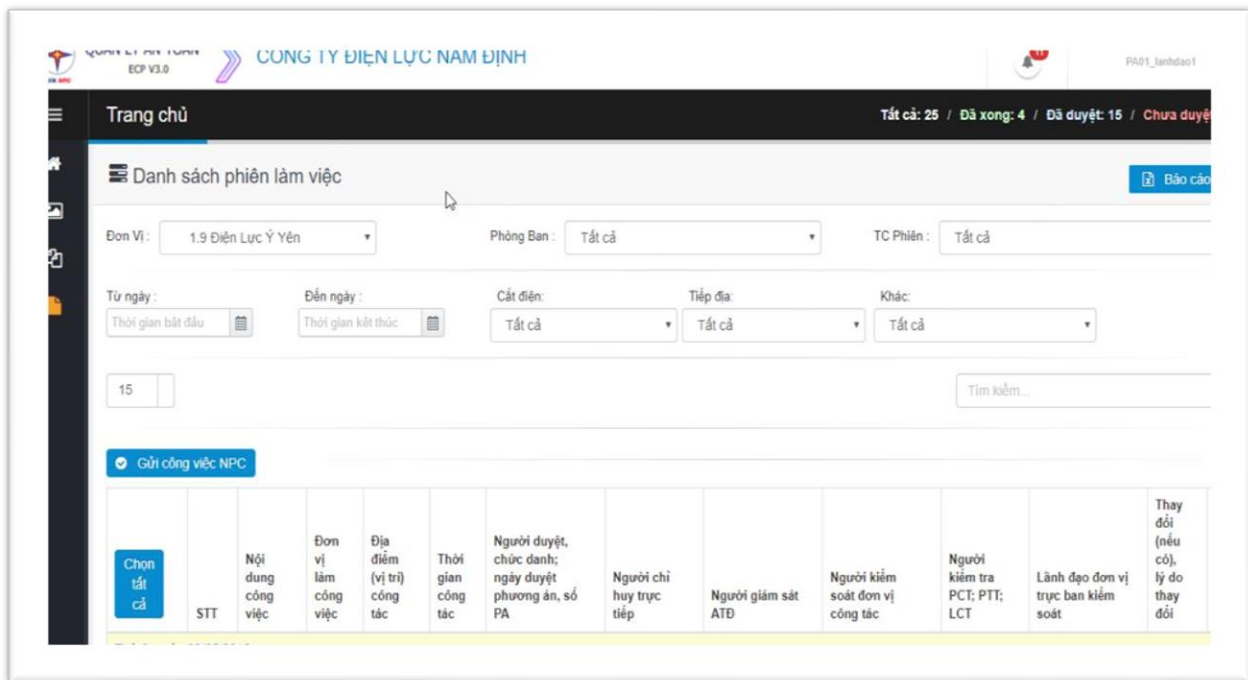 QUẢN LÝ AN TOÀN
ECP V3.0
CÔNG TY ĐIỆN LỰC NAM ĐỊNH
11
PA01_lanhdao1
Trang chủ
Tất cả: 25 / Đã xong: 4 / Đã duyệt: 15 / Chưa duyệ
Danh sách phiên làm việc
Báo cáo
Đơn Vị : 1.9 Điện Lực Ý Yên
Phòng Ban : Tất cả
TC Phiên : Tất cả
Từ ngày : Đến ngày : Cắt điện: Tiếp địa: Khác:
Thời gian bắt đầu Thời gian kết thúc Tất cả Tất cả Tất cả
15
Tìm kiếm...
Gửi công việc NPC
Chọn
tất
cả
STT
Nội
dung
công
việc
Đơn
vị
làm
công
việc
Địa
điểm
(vị trí)
công
tác
Thời
gian
công
tác
Người duyệt,
chức danh;
ngày duyệt
phương án, số
PA
Người chỉ
huy trực
tiếp
Người giám sát
ATĐ
Người kiểm
soát đơn vị
công tác
Người
kiểm tra
PCT; PTT;
LCT
Lãnh đạo đơn vị
trực ban kiểm
soát
Thay
đổi
(nếu
có),
lý do
thay
đổi